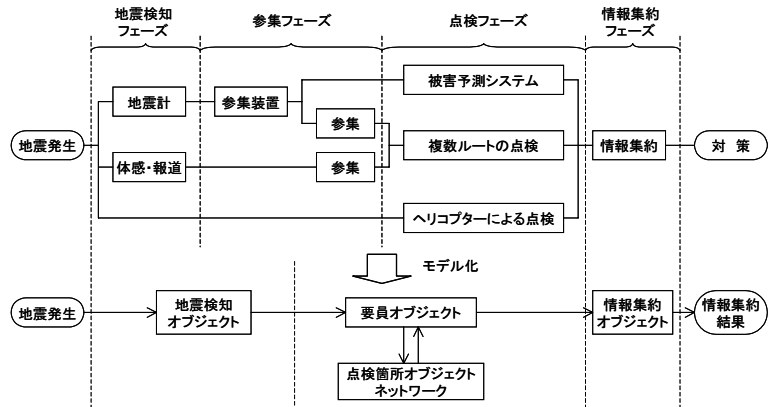 地震検知
フェーズ
参集フェーズ
点検フェーズ
情報集約
フェーズ
被害予測システム
地震計
参集装置
参集
地震発生
複数ルートの点検
情報集約
対 策
体感・報道
参集
ヘリコプターによる点検
モデル化
地震発生
地震検知
オブジェクト
要員オブジェクト
情報集約
オブジェクト
情報集約
結果
点検箇所オブジェクト
ネットワーク